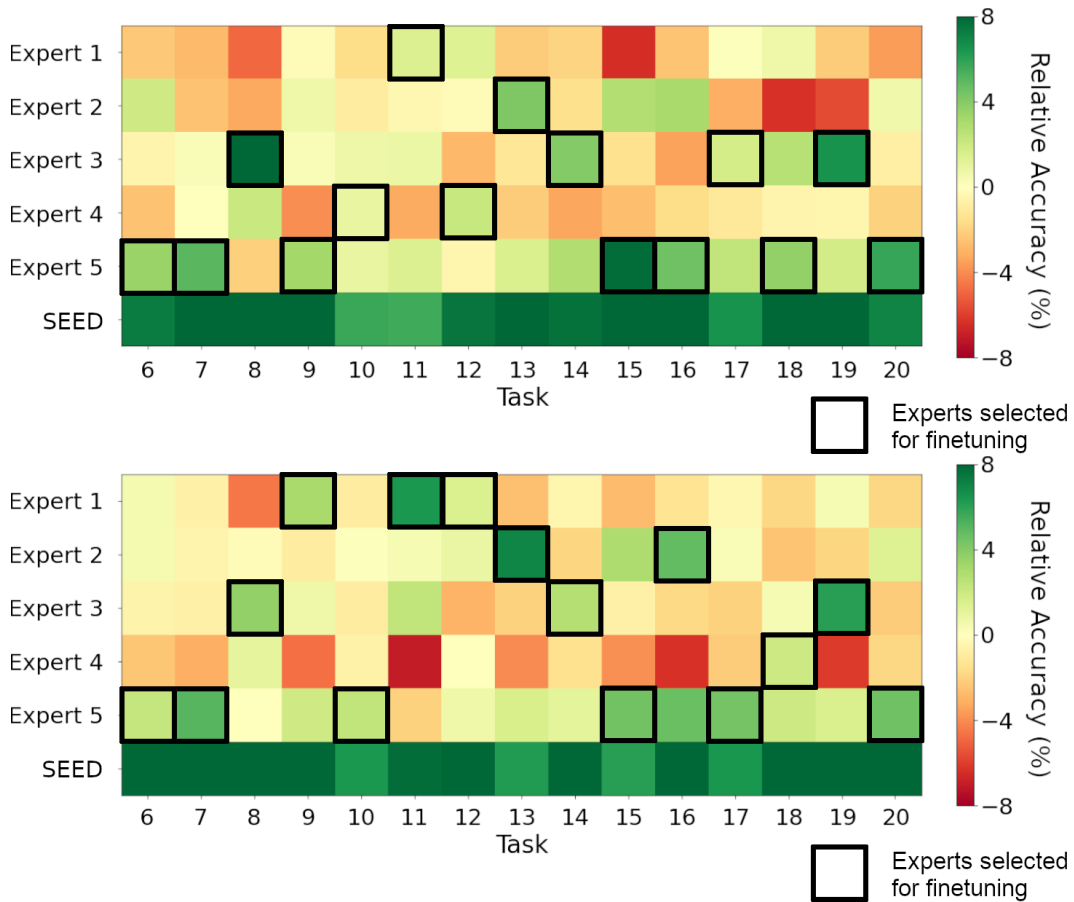 Expert 1
Expert 2
Expert 3
Expert 4
Expert 5
SEED
6 7 8 9 10 11 12 13 14 15 16 17 18 19 20
Task
8
4
0
−4
−8
Relative Accuracy (%)
Experts selected
for finetuning
Expert 1
Expert 2
Expert 3
Expert 4
Expert 5
SEED
6 7 8 9 10 11 12 13 14 15 16 17 18 19 20
Task
8
4
0
−4
−8
Relative Accuracy (%)
Experts selected
for finetuning